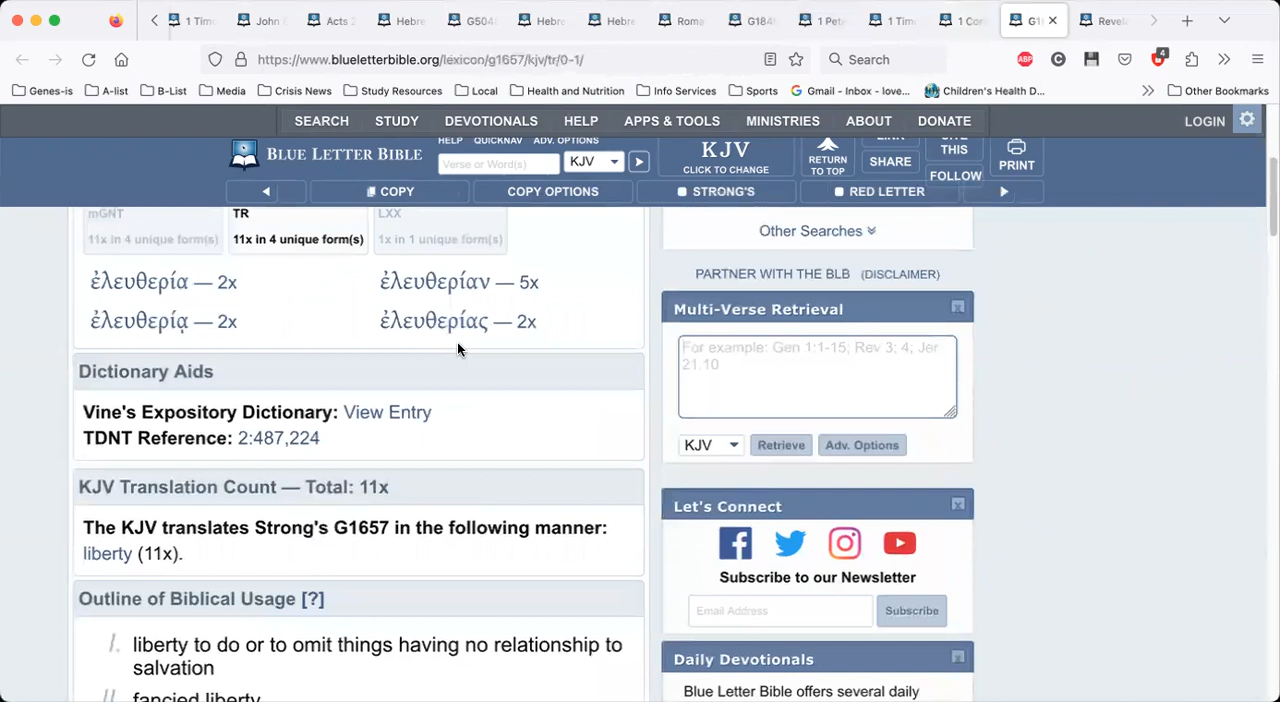 1 Timo
John
Acts 2
Hebre
G504
Hebre
Hebre
Roma
G184
1 Pet
1 Tim
1 Cor
G1
Revel
https://www.blueletterbible.org/lexicon/g1657/kjv/tr/0-1/
Search
ABP
4
Genes-is
A-list
B-List
Media
Crisis News
Study Resources
Local
Health and Nutrition
Info Services
Sports
Gmail - Inbox - love...
Children's Health D...
Other Bookmarks
SEARCH STUDY DEVOTIONALS HELP APPS & TOOLS MINISTRIES ABOUT DONATE LOGIN
BLUE LETTER BIBLE
HELP QUICKNAV ADV. OPTIONS
Verse or Word(s)
KJV
KJV
CLICK TO CHANGE
RETURN
TO TOP
LINK
SHARE
CITE
THIS
FOLLOW
PRINT
COPY
COPY OPTIONS
STRONG'S
RED LETTER
mGNT
11x in 4 unique form(s)
TR
11x in 4 unique form(s)
LXX
1x in 1 unique form(s)
ἐλευθερία — 2x
ἐλευθερίαν — 5x
ἐλευθερίᾳ — 2x
ἐλευθερίας — 2x
Dictionary Aids
Vine's Expository Dictionary: View Entry
TDNT Reference: 2:487,224
KJV Translation Count — Total: 11x
The KJV translates Strong's G1657 in the following manner:
liberty (11x).
Outline of Biblical Usage [?]
I. liberty to do or to omit things having no relationship to
salvation
II. fancied liberty
Other Searches
PARTNER WITH THE BLB (DISCLAIMER)
Multi-Verse Retrieval
For example: Gen 1:1-15; Rev 3; 4; Jer
21.10
KJV
Retrieve
Adv. Options
Let's Connect
Subscribe to our Newsletter
Email Address
Subscribe
Daily Devotionals
Blue Letter Bible offers several daily